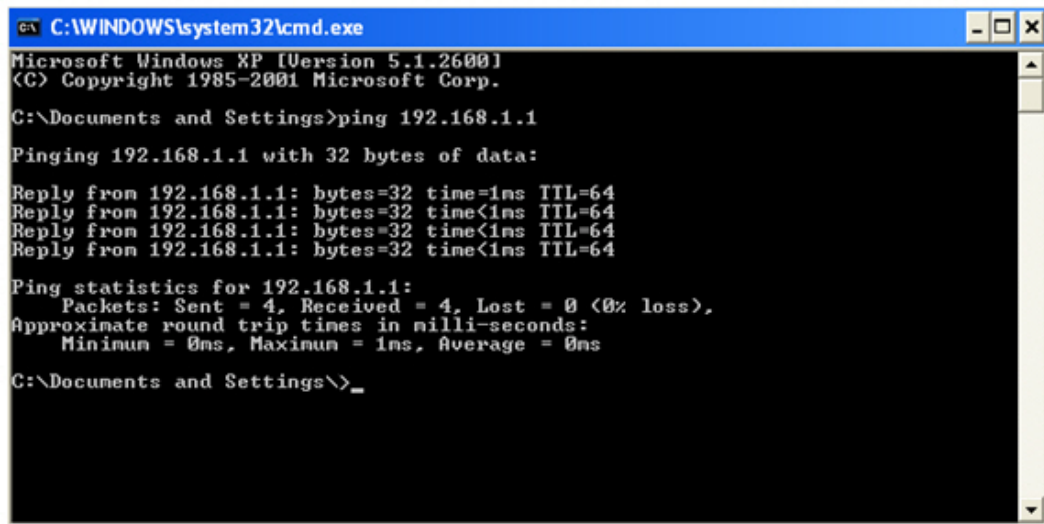 C:\WINDOWS\system32\cmd.exe
Microsoft Windows XP [Version 5.1.2600]
(C) Copyright 1985-2001 Microsoft Corp.
C:\Documents and Settings>ping 192.168.1.1
Pinging 192.168.1.1 with 32 bytes of data:
Reply from 192.168.1.1: bytes=32 time=1ms TTL=64
Reply from 192.168.1.1: bytes=32 time<1ms TTL=64
Reply from 192.168.1.1: bytes=32 time<1ms TTL=64
Reply from 192.168.1.1: bytes=32 time<1ms TTL=64
Ping statistics for 192.168.1.1:
Packets: Sent = 4, Received = 4, Lost = 0 (0% loss),
Approximate round trip times in milli-seconds:
Minimum = 0ms, Maximum = 1ms, Average = 0ms
C:\Documents and Settings\>_